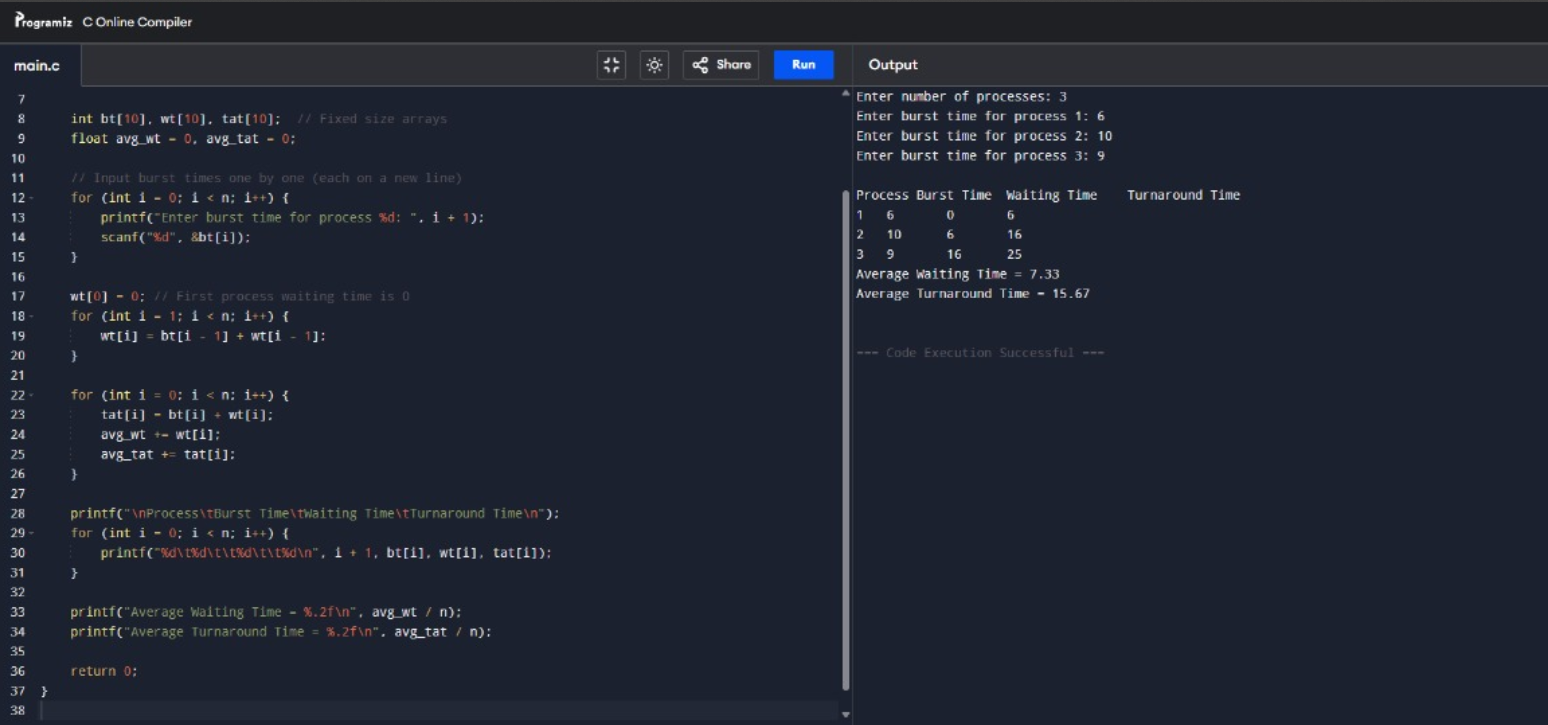 Programiz C Online Compiler
main.c
Share
Run
Output
7
8 int bt[10], wt[10], tat[10]; // Fixed size arrays
9 float avg_wt = 0, avg_tat = 0;
10
11 // Input burst times one by one (each on a new line)
12 for (int i = 0; i < n; i++) {
13 printf("Enter burst time for process %d: ", i + 1);
14 scanf("%d", &bt[i]);
15 }
16
17 wt[0] = 0; // First process waiting time is 0
18 for (int i = 1; i < n; i++) {
19 wt[i] = bt[i - 1] + wt[i - 1];
20 }
21
22 for (int i = 0; i < n; i++) {
23 tat[i] = bt[i] + wt[i];
24 avg_wt += wt[i];
25 avg_tat += tat[i];
26 }
27
28 printf("\nProcess\tBurst Time\tWaiting Time\tTurnaround Time\n");
29 for (int i = 0; i < n; i++) {
30 printf("%d\t%d\t\t%d\t\t%d\n", i + 1, bt[i], wt[i], tat[i]);
31 }
32
33 printf("Average Waiting Time = %.2f\n", avg_wt / n);
34 printf("Average Turnaround Time = %.2f\n", avg_tat / n);
35
36 return 0;
37 }
38
Enter number of processes: 3
Enter burst time for process 1: 6
Enter burst time for process 2: 10
Enter burst time for process 3: 9
Process Burst Time Waiting Time Turnaround Time
1 6 0 6
2 10 6 16
3 9 16 25
Average Waiting Time = 7.33
Average Turnaround Time = 15.67
=== Code Execution Successful ===